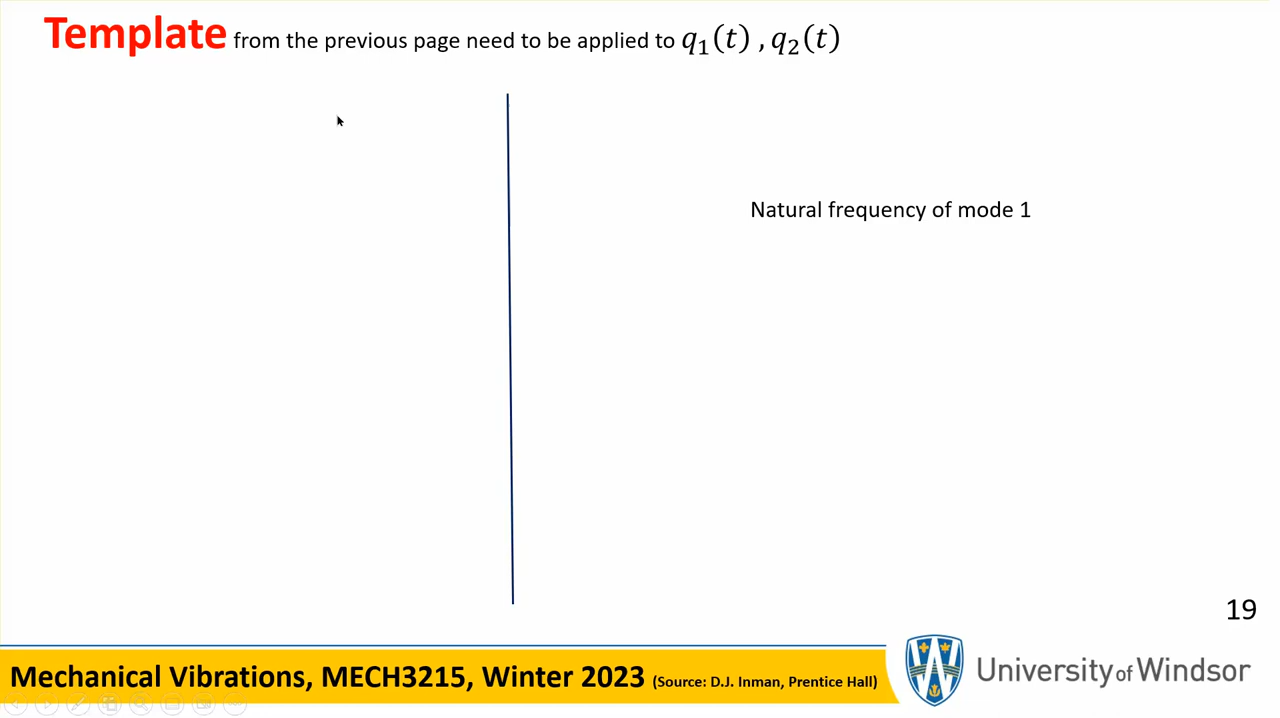 Template from the previous page need to be applied to q₁(t) , q₂(t)
Natural frequency of mode 1
19
Mechanical Vibrations, MECH3215, Winter 2023 (Source: D.J. Inman, Prentice Hall)
University of Windsor